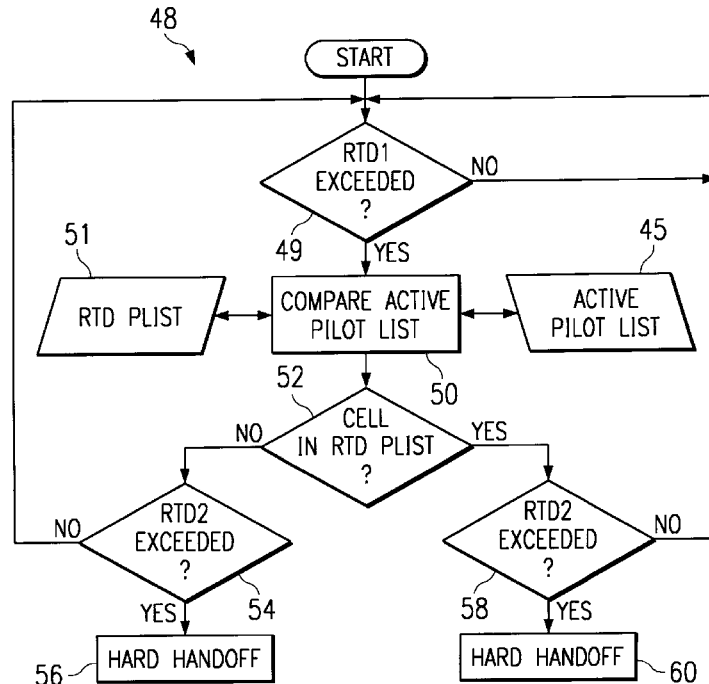 48
START
RTD1
EXCEEDED
?
NO
49
YES
51
45
RTD PLIST
COMPARE ACTIVE
PILOT LIST
ACTIVE
PILOT LIST
50
52
CELL
IN RTD PLIST
?
NO
YES
RTD2
EXCEEDED
?
NO
54
YES
RTD2
EXCEEDED
?
NO
58
YES
56
HARD HANDOFF
HARD HANDOFF
60